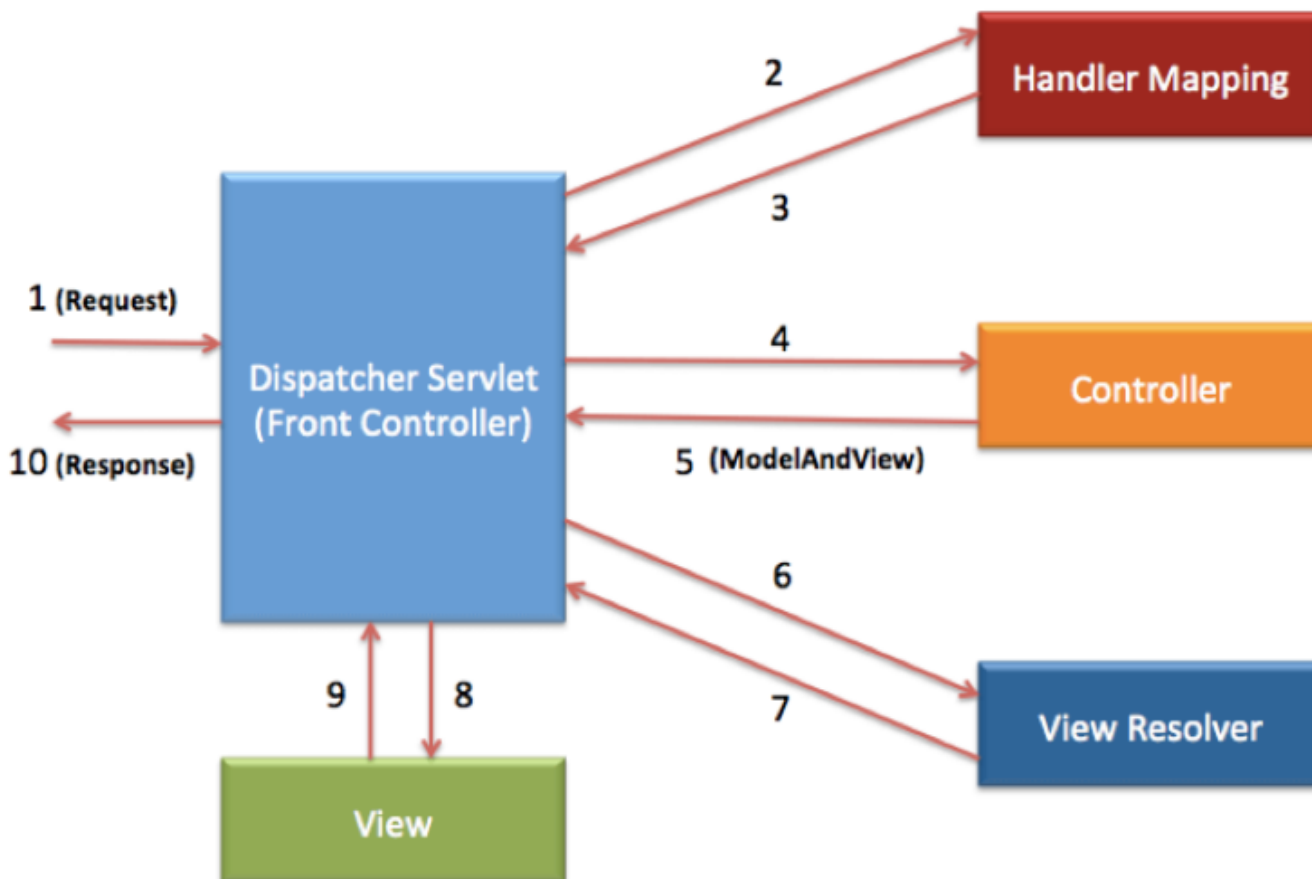 2
Handler Mapping
3
1 (Request)
4
Dispatcher Servlet
(Front Controller)
Controller
10 (Response)
5 (ModelAndView)
6
9
8
7
View Resolver
View